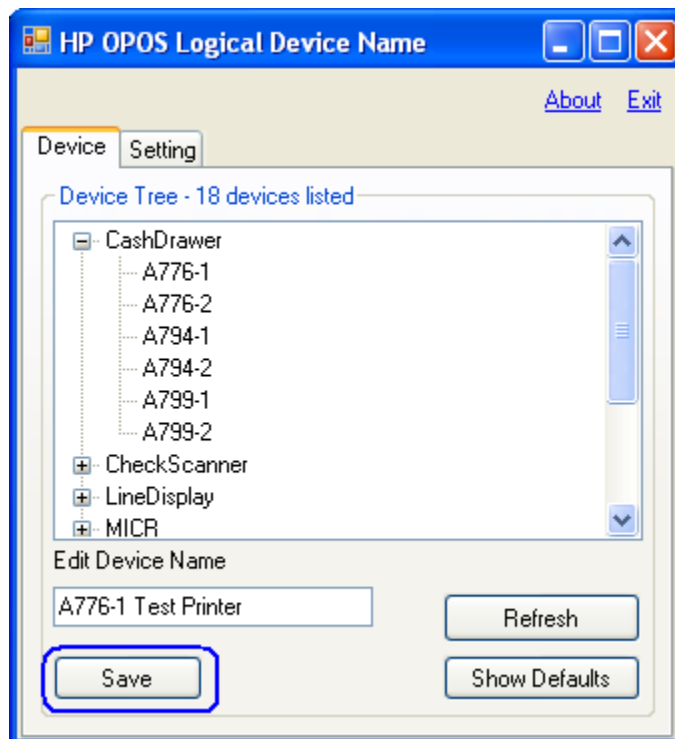 HP OPOS Logical Device Name
About Exit
Device Setting
Device Tree - 18 devices listed
CashDrawer
A776-1
A776-2
A794-1
A794-2
A799-1
A799-2
CheckScanner
LineDisplay
MICR
Edit Device Name
A776-1 Test Printer
Refresh
Save
Show Defaults